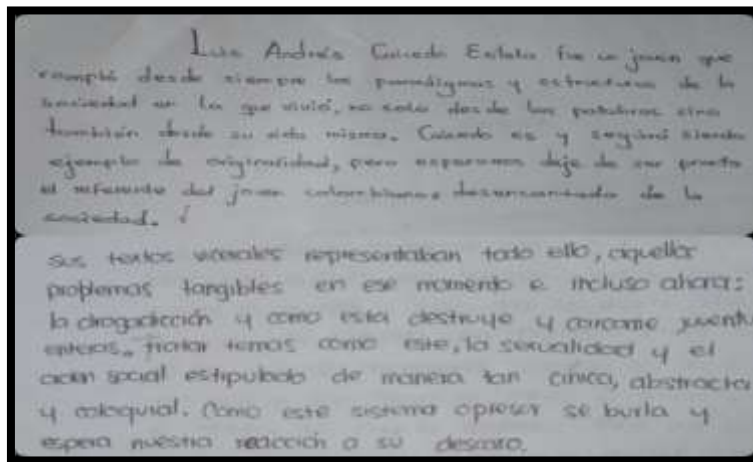 Luis Andrés Caicedo Estela fue un joven que
rompió desde siempre los paradigmas y estructuras de la
sociedad en la que vivió, no solo desde las palabras sino
también desde su vida misma. Caicedo es y seguirá siendo
ejemplo de originalidad, pero esperamos deje de ser pronto
el referente del joven colombiano desencantado de la
sociedad.
sus textos viscerales representaban todo ello, aquellos
problemas tangibles en ese momento e incluso ahora:
la drogadicción y como esta destruye y carcome juventu
enteras, tratar temas como este, la sexualidad y el
orden social estipulado de manera tan cínica, abstracta
y coloquial. Como este sistema opresor se burla y
espera nuestra reacción a su descaro.